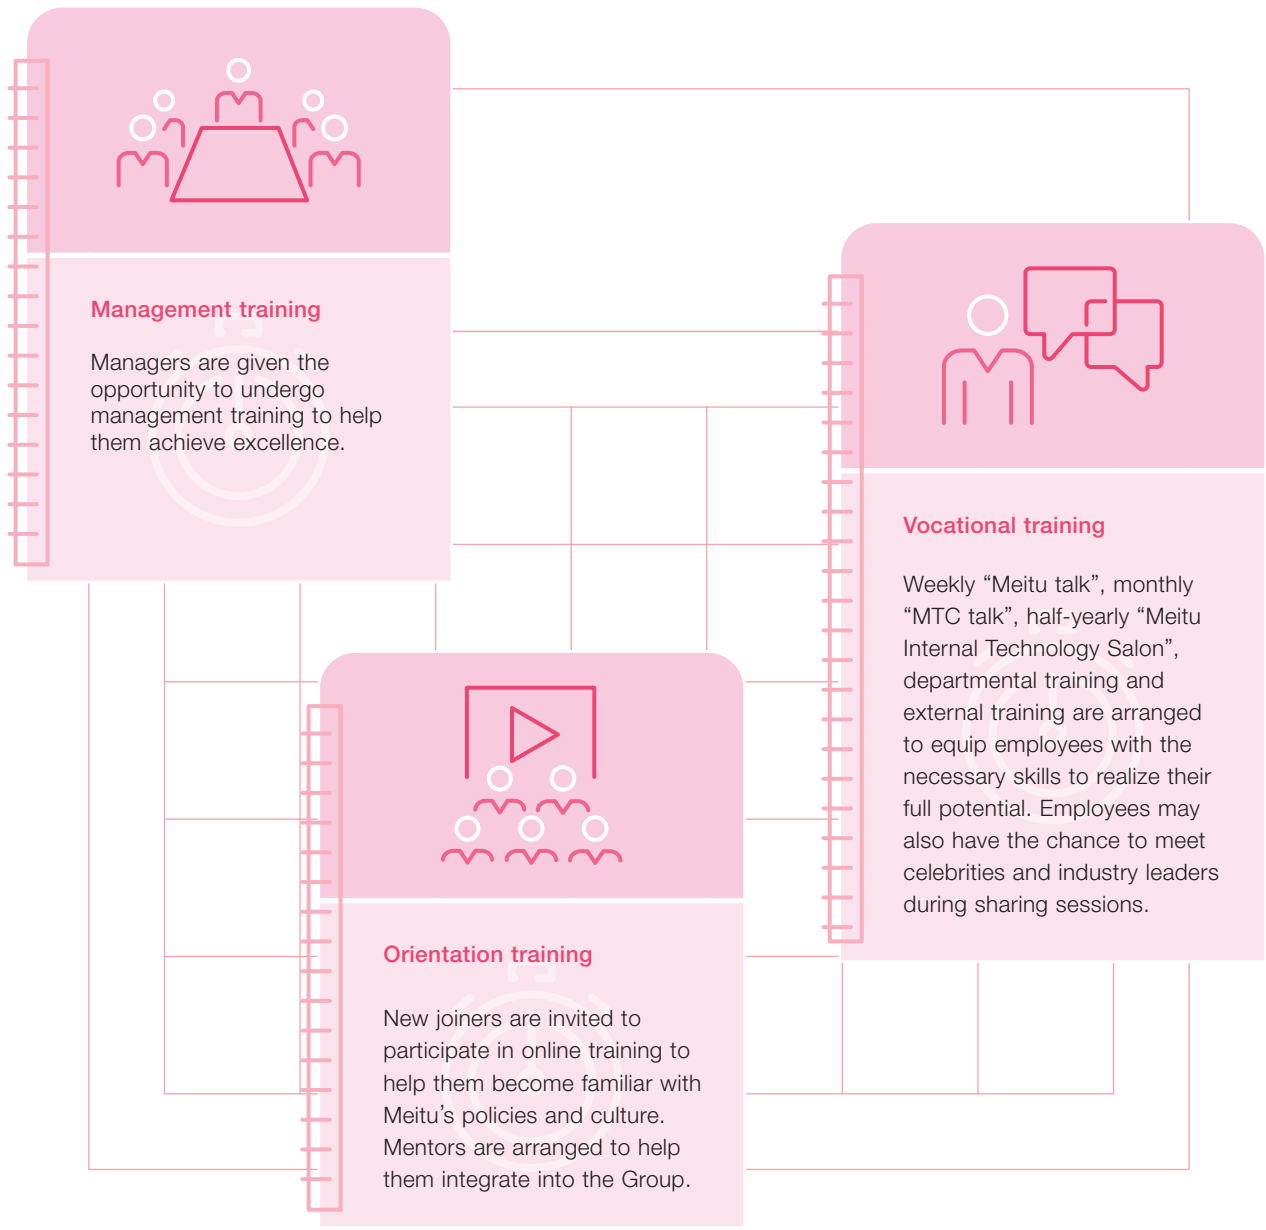 Management training
Managers are given the
opportunity to undergo
management training to help
them achieve excellence.
Vocational training
Weekly “Meitu talk”, monthly
“MTC talk”, half-yearly “Meitu
Internal Technology Salon”,
departmental training and
external training are arranged
to equip employees with the
necessary skills to realize their
full potential. Employees may
also have the chance to meet
celebrities and industry leaders
during sharing sessions.
Orientation training
New joiners are invited to
participate in online training to
help them become familiar with
Meitu’s policies and culture.
Mentors are arranged to help
them integrate into the Group.